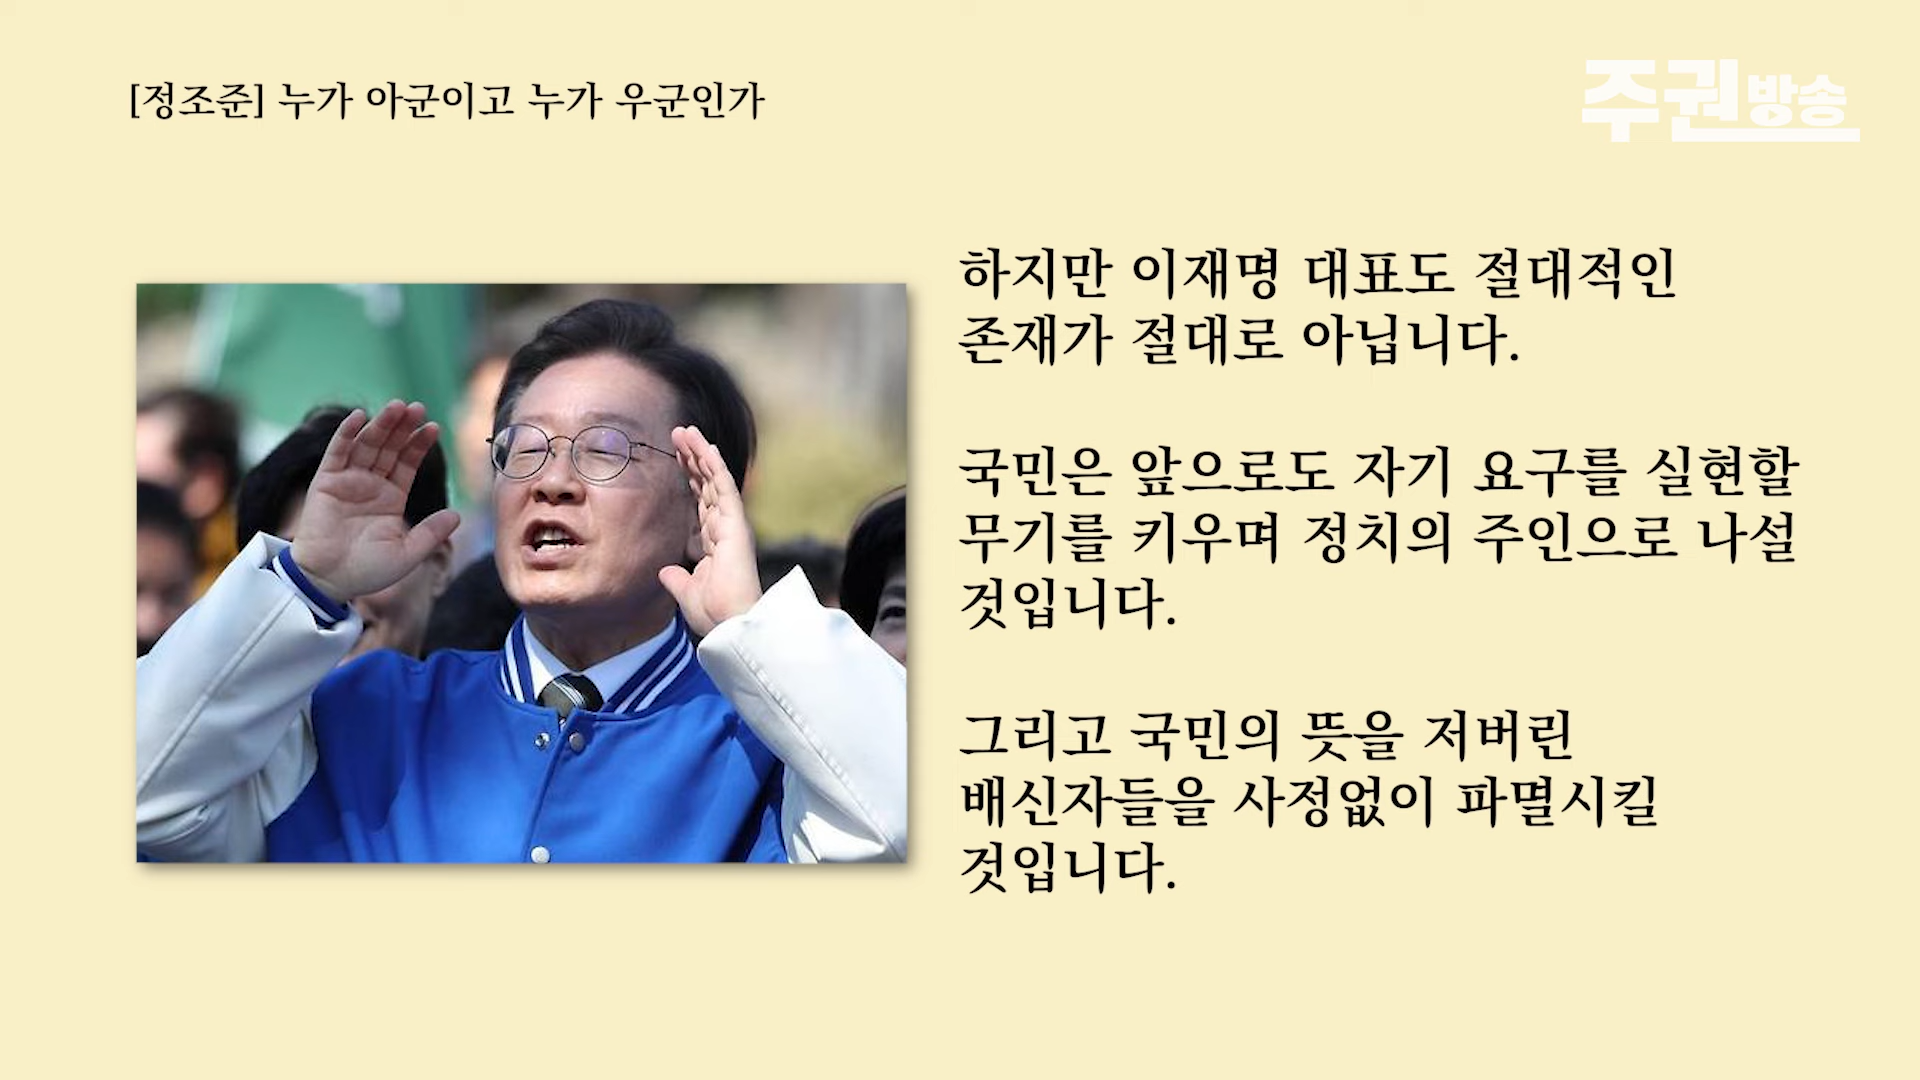 [정조준] 누가 아군이고 누가 우군인가
주권방송
하지만 이재명 대표도 절대적인
존재가 절대로 아닙니다.
국민은 앞으로도 자기 요구를 실현할
무기를 키우며 정치의 주인으로 나설
것입니다.
그리고 국민의 뜻을 저버린
배신자들을 사정없이 파멸시킬
것입니다.